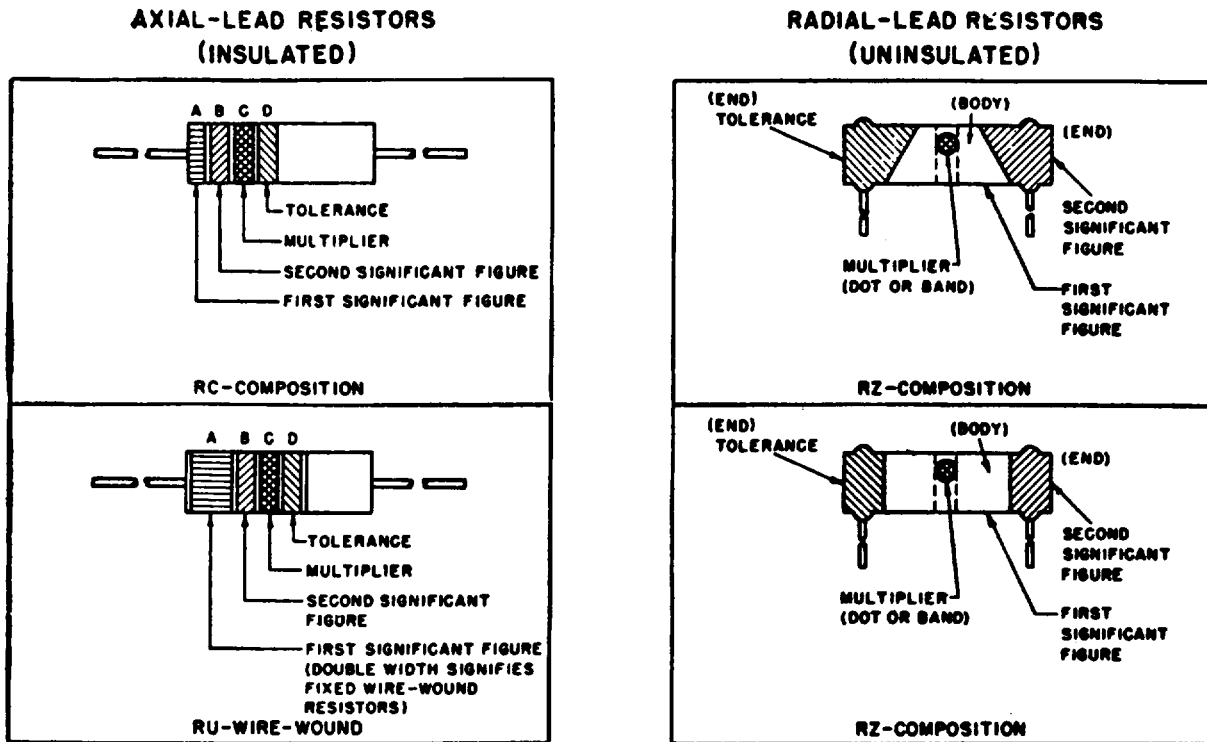 AXIAL-LEAD RESISTORS
(INSULATED)
A B C D
TOLERANCE
MULTIPLIER
SECOND SIGNIFICANT FIGURE
FIRST SIGNIFICANT FIGURE
RC-COMPOSITION
A B C D
TOLERANCE
MULTIPLIER
SECOND SIGNIFICANT
FIGURE
FIRST SIGNIFICANT FIGURE
(DOUBLE WIDTH SIGNIFIES
FIXED WIRE-WOUND
RESISTORS)
RU-WIRE-WOUND
RADIAL-LEAD RESISTORS
(UNINSULATED)
(END)
TOLERANCE
(BODY)
(END)
SECOND
SIGNIFICANT
FIGURE
MULTIPLIER
(DOT OR BAND)
FIRST
SIGNIFICANT
FIGURE
RZ-COMPOSITION
(END)
TOLERANCE
(BODY)
(END)
SECOND
SIGNIFICANT
FIGURE
MULTIPLIER
(DOT OR BAND)
FIRST
SIGNIFICANT
FIGURE
RZ-COMPOSITION